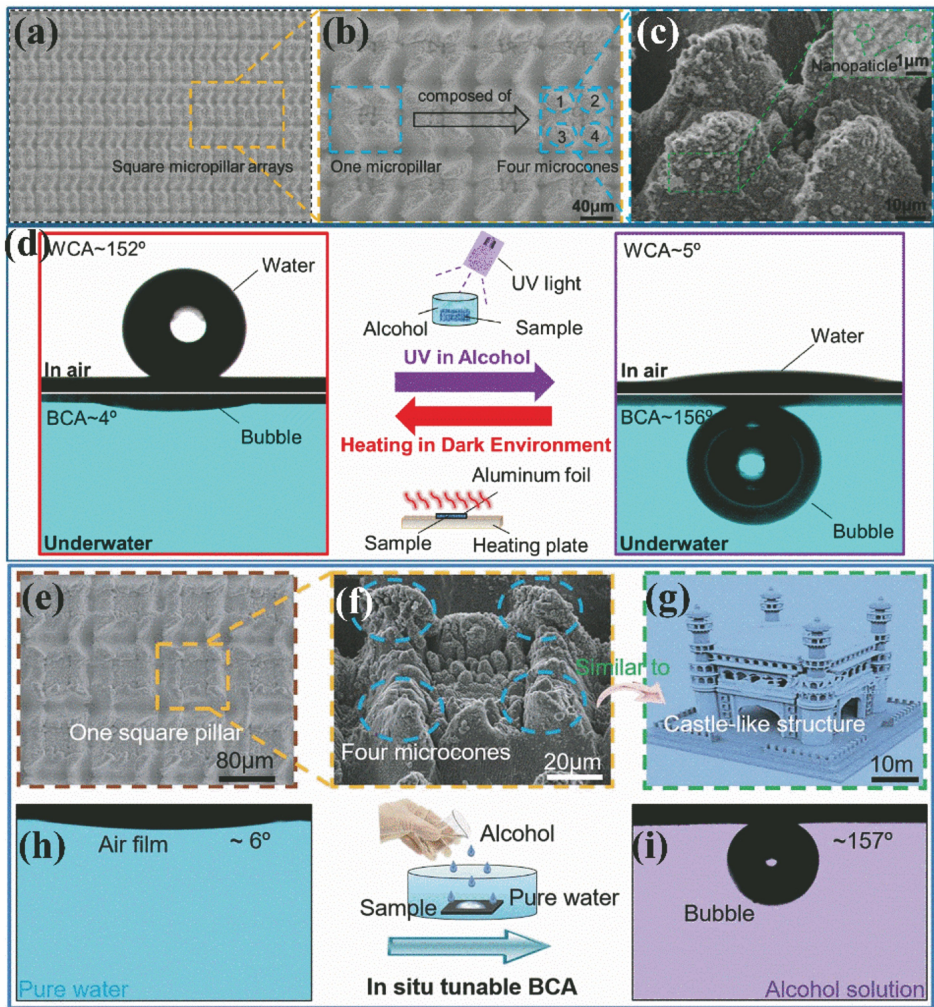 (a)
Square micropillar arrays
(b)
composed of
1 2
3 4
One micropillar
Four microcones
40μm
(c)
Nanopaticle
1μm
10μm
(d)
WCA~152º
Water
In air
BCA~4º
Bubble
Underwater
UV light
Alcohol
Sample
UV in Alcohol
Heating in Dark Environment
Aluminum foil
Sample
Heating plate
WCA~5º
Water
In air
BCA~156º
Bubble
Underwater
(e)
One square pillar
80μm
(f)
Four microcones
20μm
Similar to
(g)
Castle-like structure
10m
(h)
Air film
~ 6º
Pure water
Alcohol
Pure water
Sample
In situ tunable BCA
(i)
~157º
Bubble
Alcohol solution